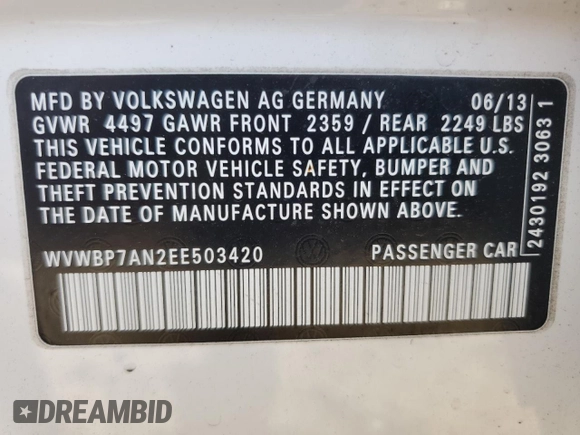 MFD BY VOLKSWAGEN AG GERMANY 06/13
GVWR 4497 GAWR FRONT 2359 / REAR 2249 LBS
THIS VEHICLE CONFORMS TO ALL APPLICABLE U.S.
FEDERAL MOTOR VEHICLE SAFETY, BUMPER AND
THEFT PREVENTION STANDARDS IN EFFECT ON
THE DATE OF MANUFACTURE SHOWN ABOVE.
WVWBP7AN2EE503420 PASSENGER CAR
2430192 3063 1
DREAMBID